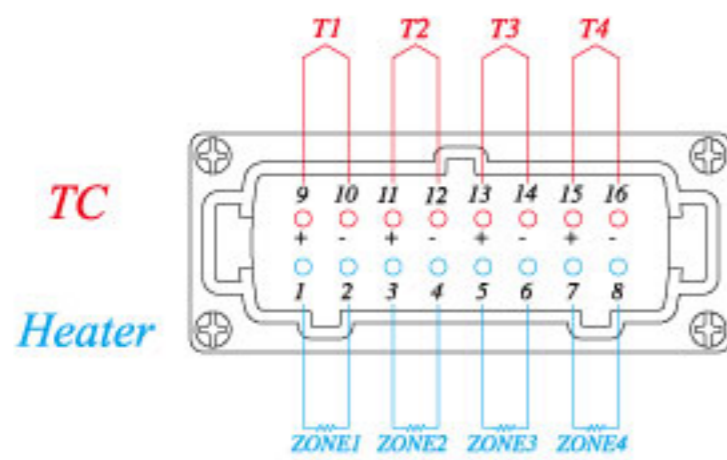 T1 T2 T3 T4
TC
9 10 11 12 13 14 15 16
+ - + - + - + -
1 2 3 4 5 6 7 8
Heater
ZONE1 ZONE2 ZONE3 ZONE4